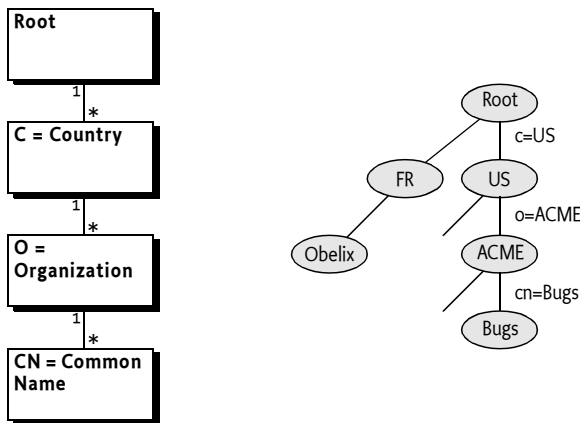 Root
1
*
C = Country
1
*
O =
Organization
1
*
CN = Common
Name
Root
c=US
FR
US
o=ACME
Obelix
ACME
cn=Bugs
Bugs